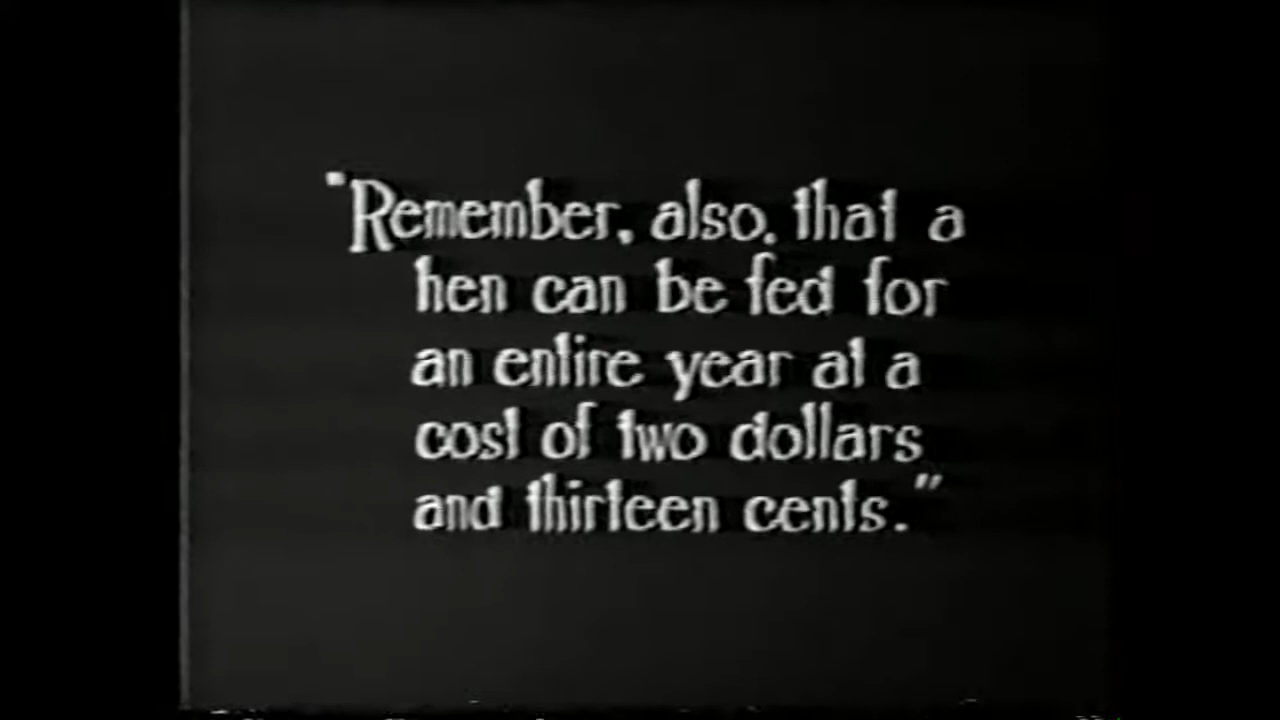 "Remember, also, that a
hen can be fed for
an entire year at a
cost of two dollars
and thirteen cents."